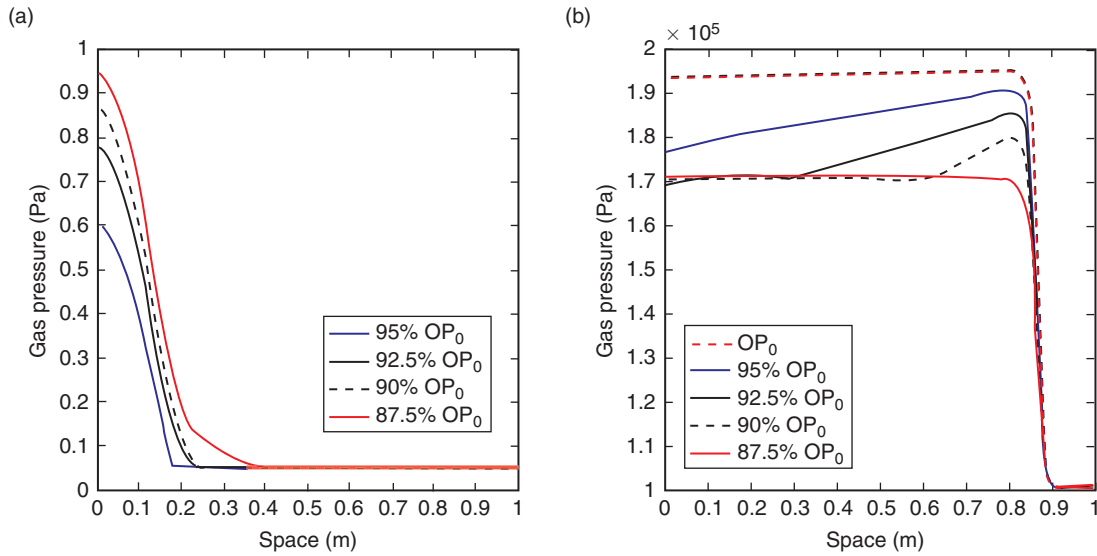 (a)
1
0.9
0.8
0.7
0.6
0.5
0.4
0.3
0.2
0.1
0
Gas pressure (Pa)
95% OP₀
92.5% OP₀
90% OP₀
87.5% OP₀
0 0.1 0.2 0.3 0.4 0.5 0.6 0.7 0.8 0.9 1
Space (m)
(b)
× 10⁵
2
1.9
1.8
1.7
1.6
1.5
1.4
1.3
1.2
1.1
1
Gas pressure (Pa)
OP₀
95% OP₀
92.5% OP₀
90% OP₀
87.5% OP₀
0 0.1 0.2 0.3 0.4 0.5 0.6 0.7 0.8 0.9 1
Space (m)